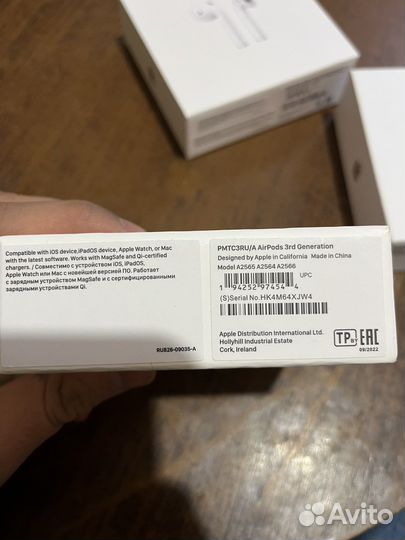 Compatible with iOS device, iPadOS device, Apple Watch, or Mac
with the latest software. Works with MagSafe and Qi-certified
chargers. / Совместимо с устройством iOS, iPadOS,
Apple Watch или Mac с новейшей версией ПО. Работает
с зарядным устройством MagSafe и с сертифицированными
зарядными устройствами Qi.
RUB26-09035-A
PMTC3RU/A AirPods 3rd Generation
Designed by Apple in California Made in China
Model A2565 A2564 A2566
UPC
1 94252 97454 4
(S) Serial No. HK4M64XJW4
Apple Distribution International Ltd.
Hollyhill Industrial Estate
Cork, Ireland
TP BY EAC
09/2022
Avito